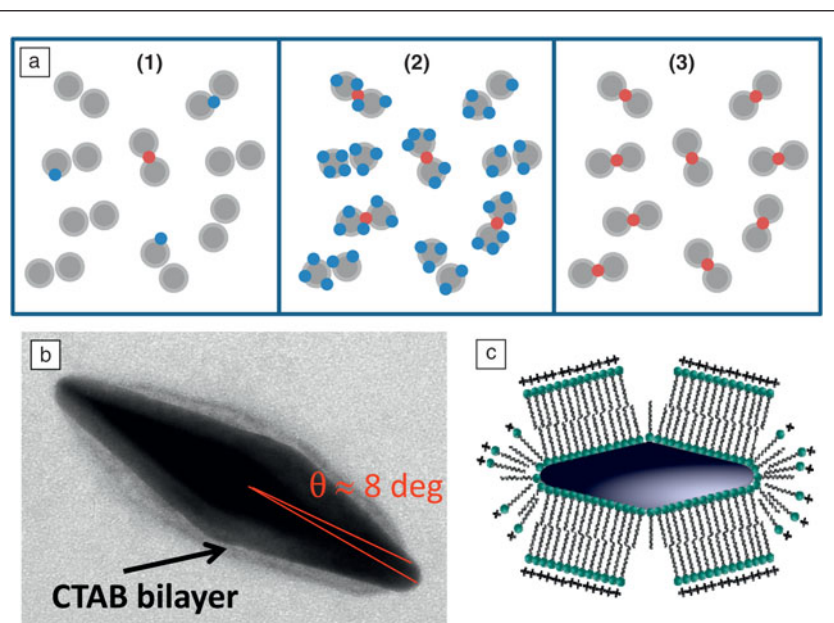 a
(1)
(2)
(3)
b
θ ≈ 8 deg
CTAB bilayer
c